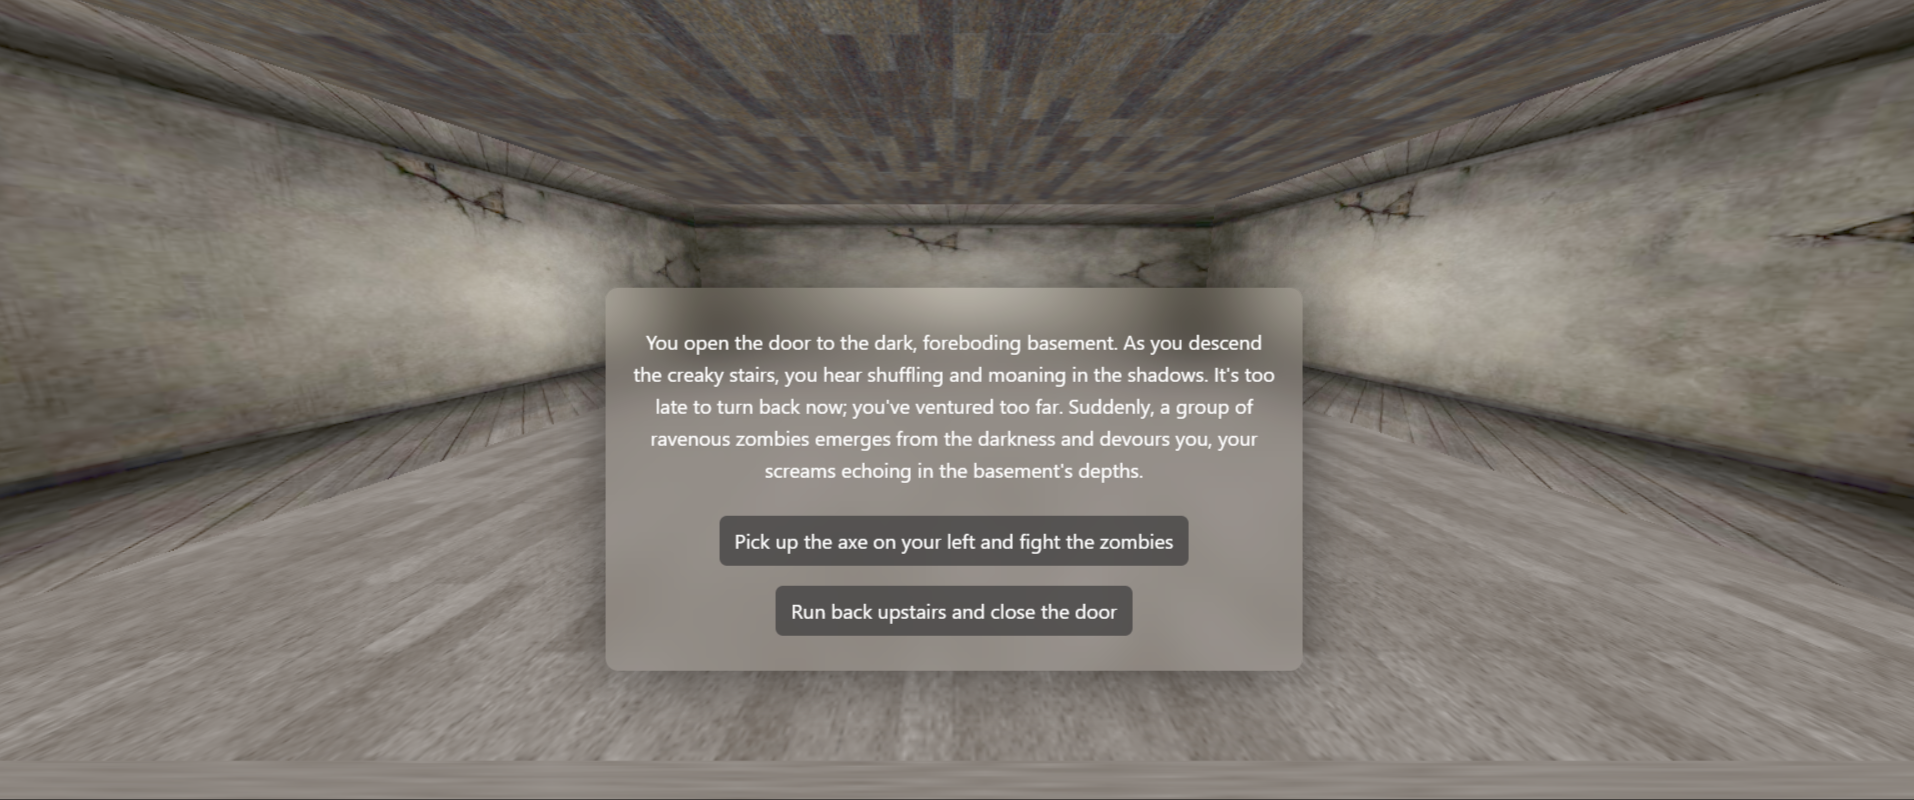 You open the door to the dark, foreboding basement. As you descend
the creaky stairs, you hear shuffling and moaning in the shadows. It's too
late to turn back now; you've ventured too far. Suddenly, a group of
ravenous zombies emerges from the darkness and devours you, your
screams echoing in the basement's depths.
Pick up the axe on your left and fight the zombies
Run back upstairs and close the door